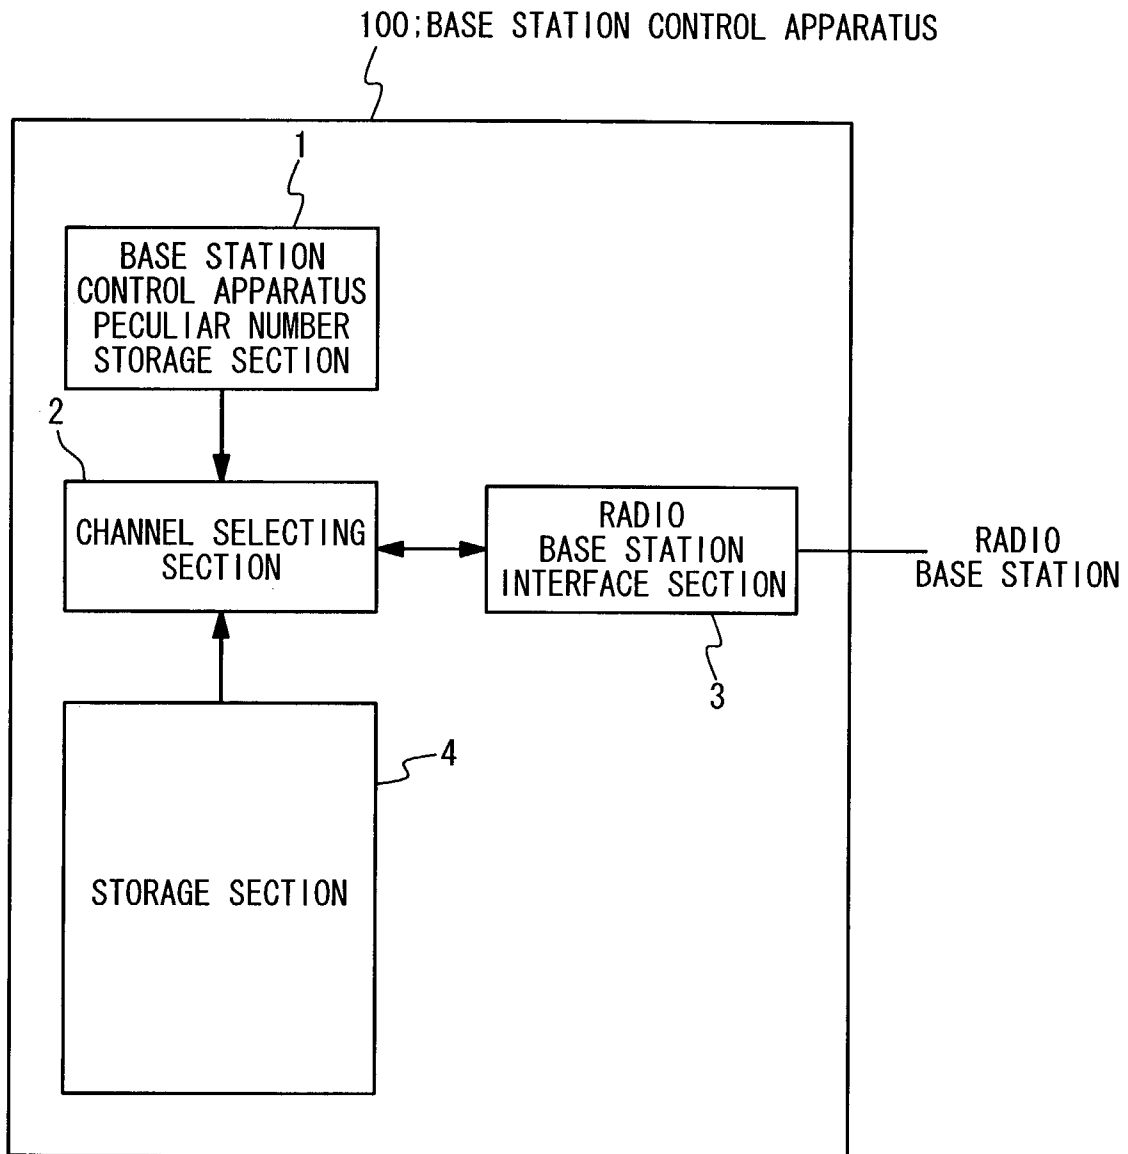 100;BASE STATION CONTROL APPARATUS
1
BASE STATION
CONTROL APPARATUS
PECULIAR NUMBER
STORAGE SECTION
2
CHANNEL SELECTING
SECTION
RADIO
BASE STATION
INTERFACE SECTION
3
RADIO
BASE STATION
4
STORAGE SECTION